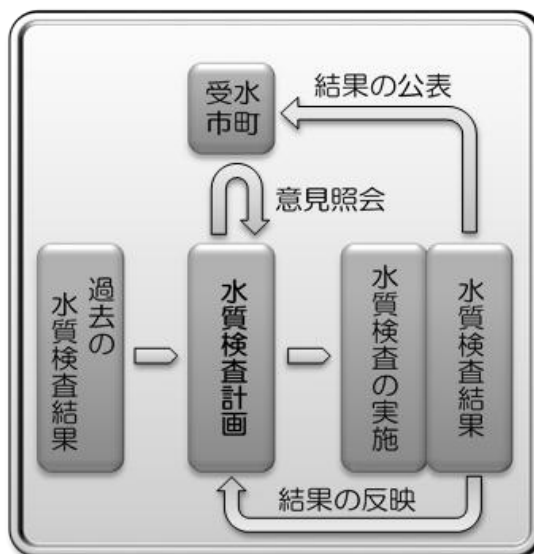 受水
市町
結果の公表
意見照会
過去の
水質検査結果
水質検査計画
水質検査の実施
水質検査結果
結果の反映